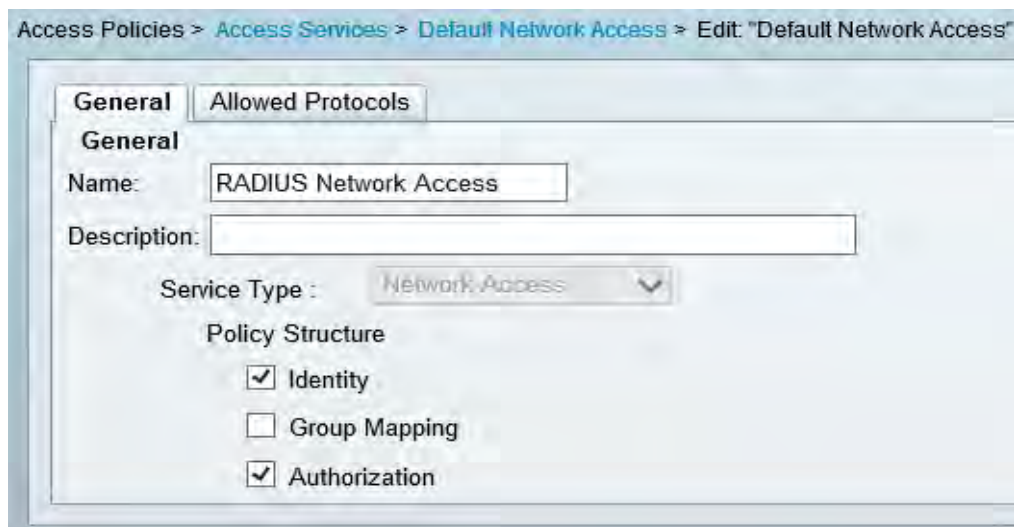 Access Policies > Access Services > Default Network Access > Edit: "Default Network Access"
General Allowed Protocols
General
Name: RADIUS Network Access
Description:
Service Type : Network Access
Policy Structure
Identity
Group Mapping
Authorization